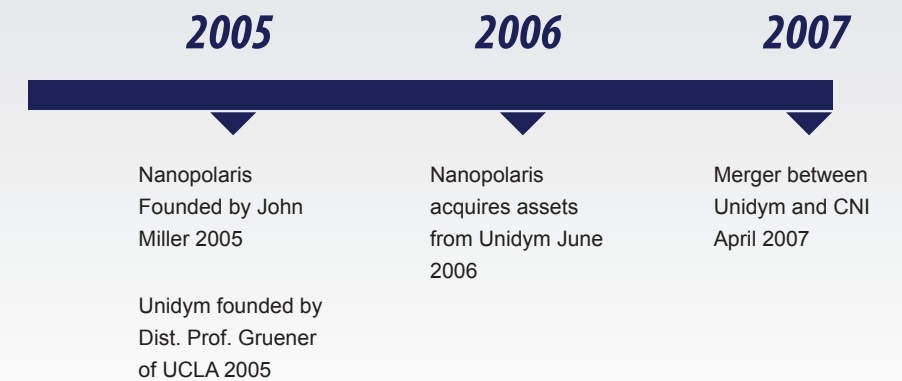 2005
2006
2007
Nanopolaris
Founded by John
Miller 2005
Unidym founded by
Dist. Prof. Gruener
of UCLA 2005
Nanopolaris
acquires assets
from Unidym June
2006
Merger between
Unidym and CNI
April 2007